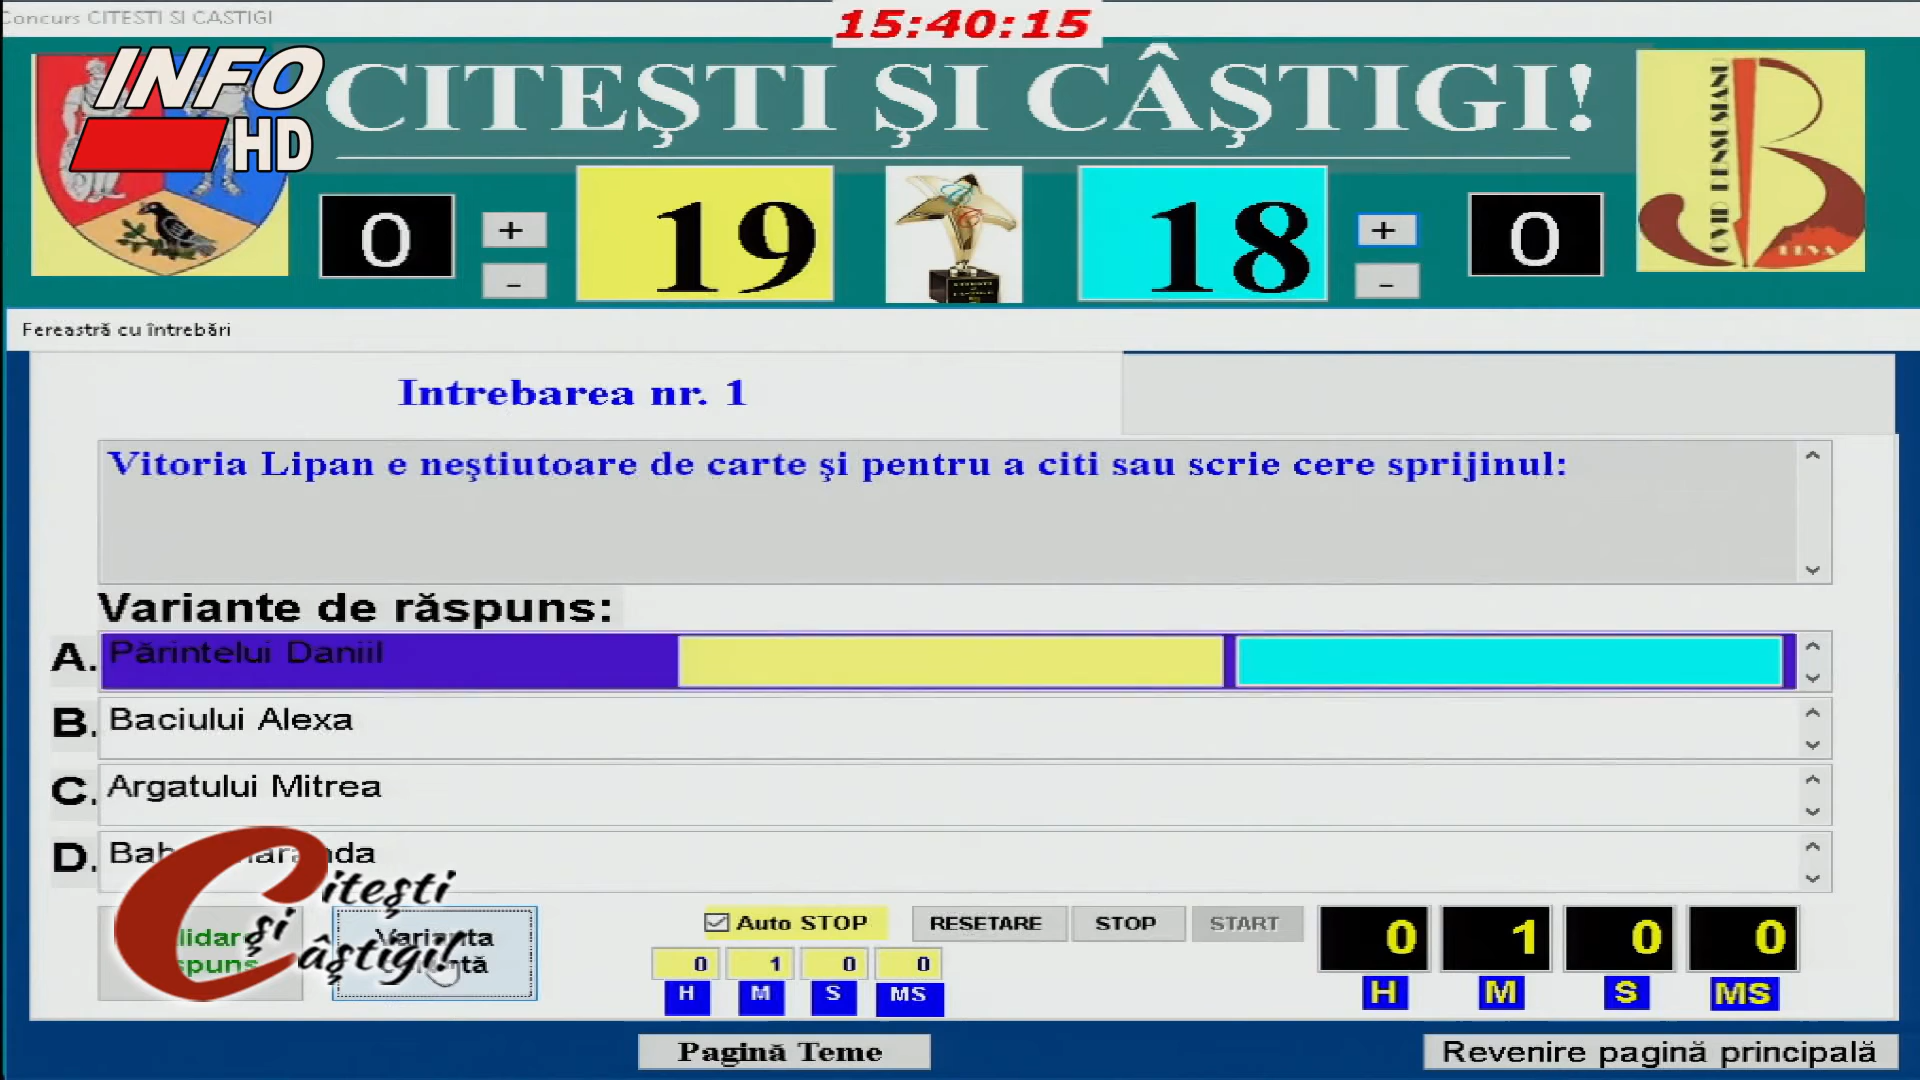 Concurs CITESTI SI CASTIGI
15:40:15
INFO
HD
CITEŞTI ŞI CÂŞTIGI!
OVID DENSUSIANU
0
+
-
19
18
+
-
0
Fereastră cu întrebări
Intrebarea nr. 1
Vitoria Lipan e neştiutoare de carte şi pentru a citi sau scrie cere sprijinul:
Variante de răspuns:
A. Părintelui Daniil
B. Baciului Alexa
C. Argatului Mitrea
D.
Citeşti
şi
Câştigi!
Varianta
Auto STOP
RESETARE
STOP
START
0 1 0 0
H M S MS
0 1 0 0
H M S MS
Pagină Teme
Revenire pagină principală